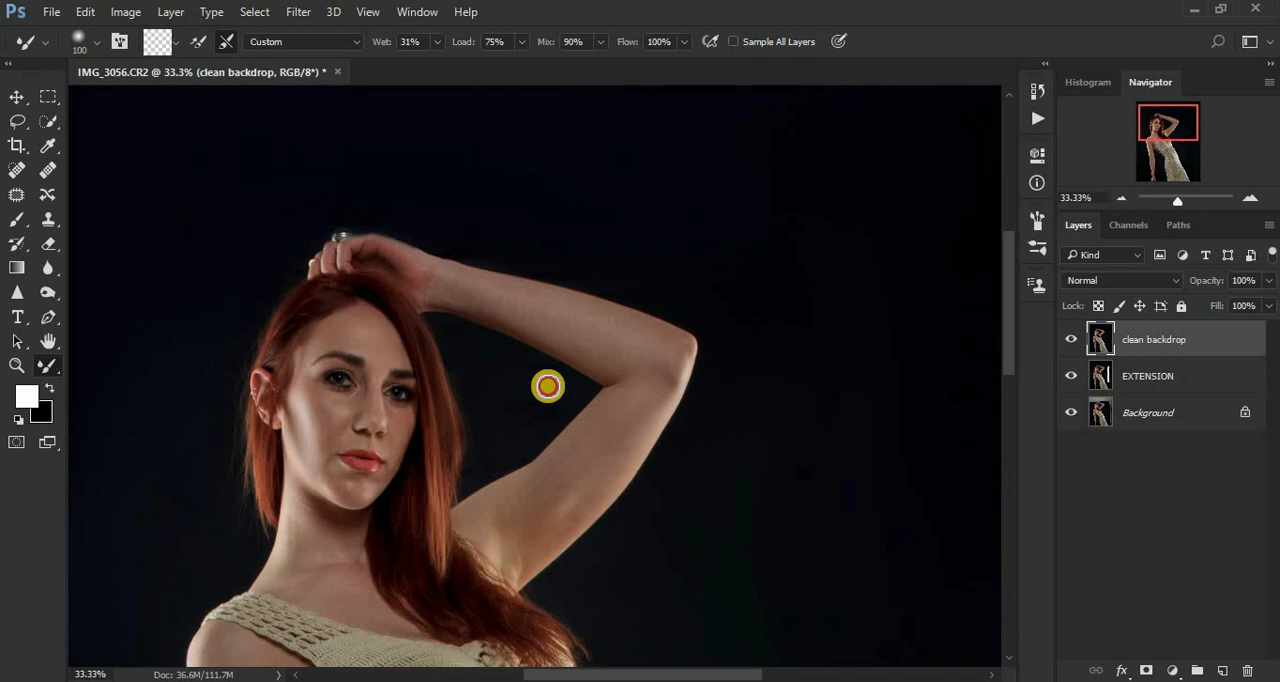 Ps File Edit Image Layer Type Select Filter 3D View Window Help
100 Custom Wet: 31% Load: 75% Mix: 90% Flow: 100% Sample All Layers
IMG_3056.CR2 @ 33.3% (clean backdrop, RGB/8*) * ×
Histogram Navigator
33.33%
Layers Channels Paths
Kind
Normal Opacity: 100%
Lock: Fill: 100%
clean backdrop
EXTENSION
Background
33.33% Doc: 36.6M/111.7M
fx